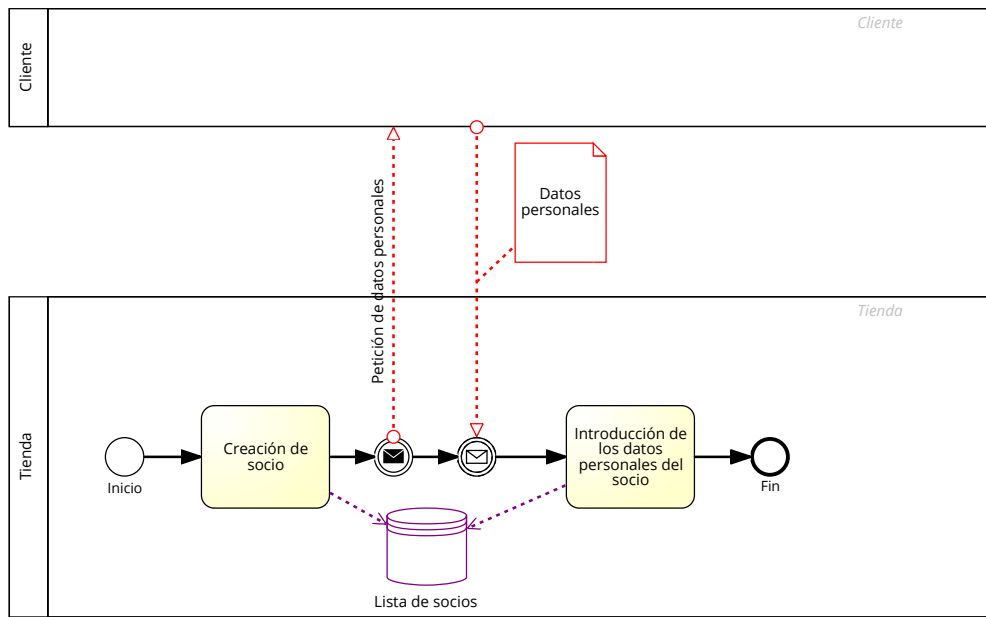 Cliente
Cliente
Petición de datos personales
Datos
personales
Tienda
Tienda
Inicio
Creación de
socio
Introducción de
los datos
personales del
socio
Fin
Lista de socios